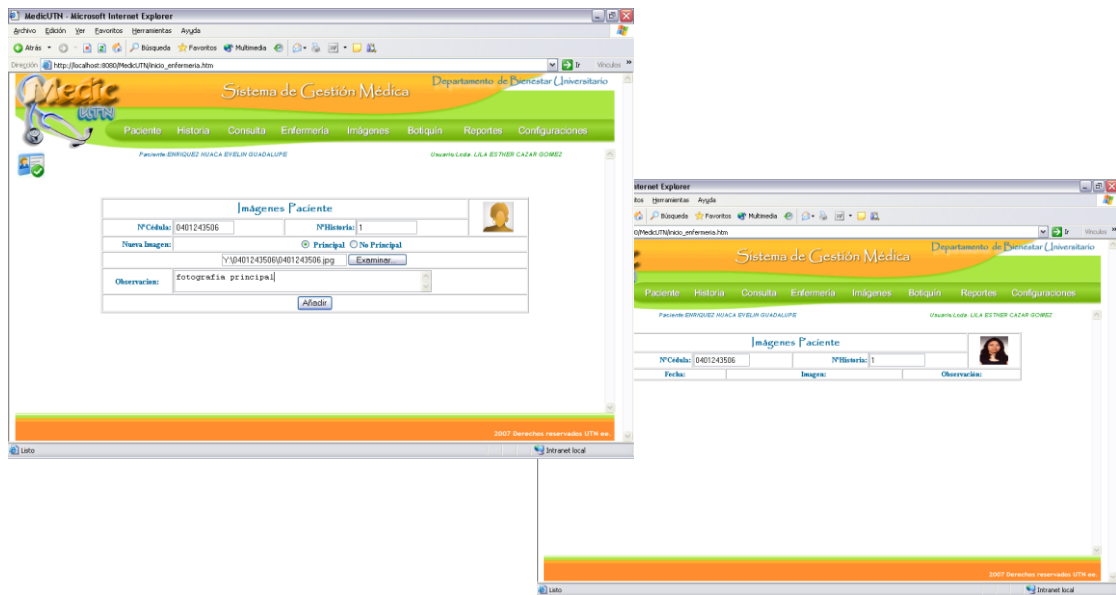 MedicUTN - Microsoft Internet Explorer
Archivo Edición Ver Favoritos Herramientas Ayuda
Atrás Búsqueda Favoritos Multimedia
Dirección http://localhost:8080/MedicUTN/inicio_enfermeria.htm Ir Vínculos »
Medic UTN
Sistema de Gestión Médica
Departamento de Bienestar Universitario
Paciente Historia Consulta Enfermería Imágenes Botiquín Reportes Configuraciones
Paciente:ENRIQUEZ HUACA EVELIN GUADALUPE Usuario:Lcda. LILA ESTHER CAZAR GOMEZ
Imágenes Paciente
NºCédula: 0401243506 NºHistoria: 1
Nueva Imagen: Principal No Principal
Y:\0401243506\0401243506.jpg Examinar...
Observacion: fotografia principal
Añadir
2007 Derechos reservados UTN ee.
Listo Intranet local
Internet Explorer
Herramientas Ayuda
Búsqueda Favoritos Multimedia
0/MedicUTN/inicio_enfermeria.htm Ir Vínculos »
Sistema de Gestión Médica
Departamento de Bienestar Universitario
Paciente Historia Consulta Enfermería Imágenes Botiquín Reportes Configuraciones
Paciente:ENRIQUEZ HUACA EVELIN GUADALUPE Usuario:Lcda. LILA ESTHER CAZAR GOMEZ
Imágenes Paciente
NºCédula: 0401243506 NºHistoria: 1
Fecha: Imagen: Observación:
2007 Derechos reservados UTN ee.
Listo Intranet local